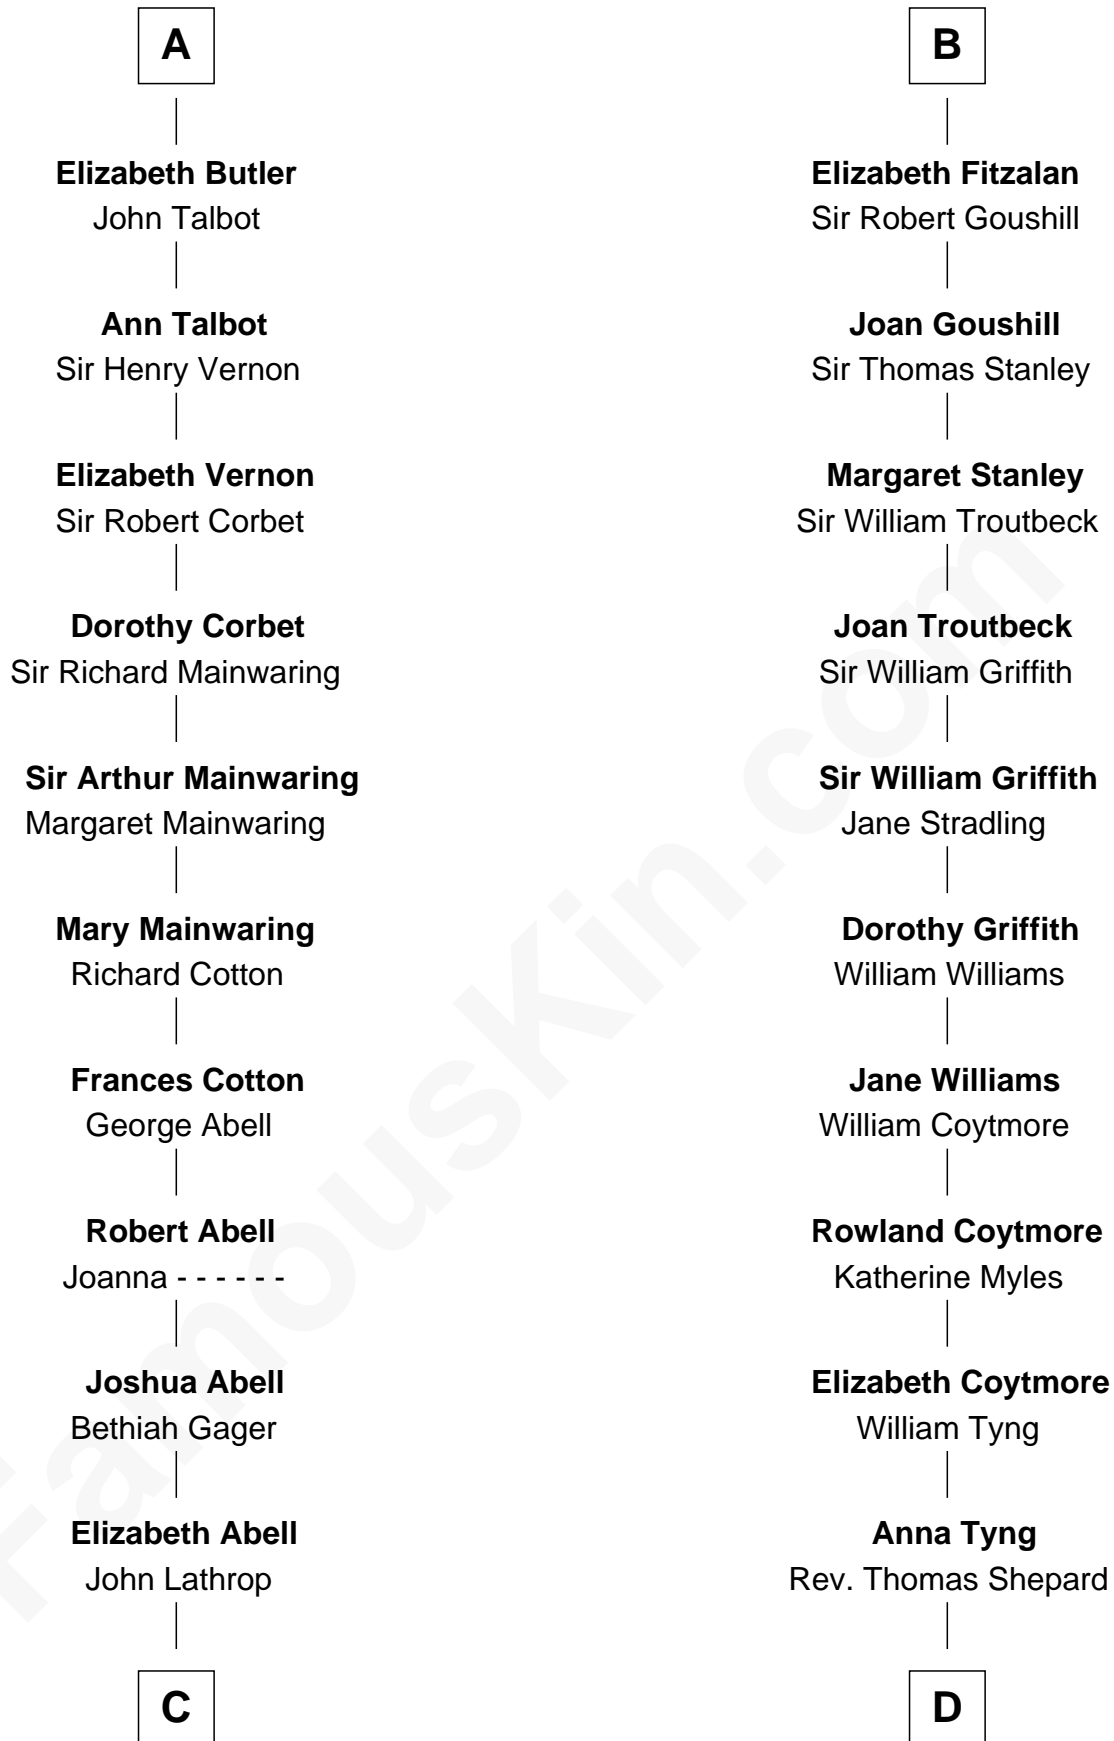 A
Elizabeth Butler
John Talbot
Ann Talbot
Sir Henry Vernon
Elizabeth Vernon
Sir Robert Corbet
Dorothy Corbet
Sir Richard Mainwaring
Sir Arthur Mainwaring
Margaret Mainwaring
Mary Mainwaring
Richard Cotton
Frances Cotton
George Abell
Robert Abell
Joanna - - - - - -
Joshua Abell
Bethiah Gager
Elizabeth Abell
John Lathrop
C
B
Elizabeth Fitzalan
Sir Robert Goushill
Joan Goushill
Sir Thomas Stanley
Margaret Stanley
Sir William Troutbeck
Joan Troutbeck
Sir William Griffith
Sir William Griffith
Jane Stradling
Dorothy Griffith
William Williams
Jane Williams
William Coytmore
Rowland Coytmore
Katherine Myles
Elizabeth Coytmore
William Tyng
Anna Tyng
Rev. Thomas Shepard
D
FamousKin.com